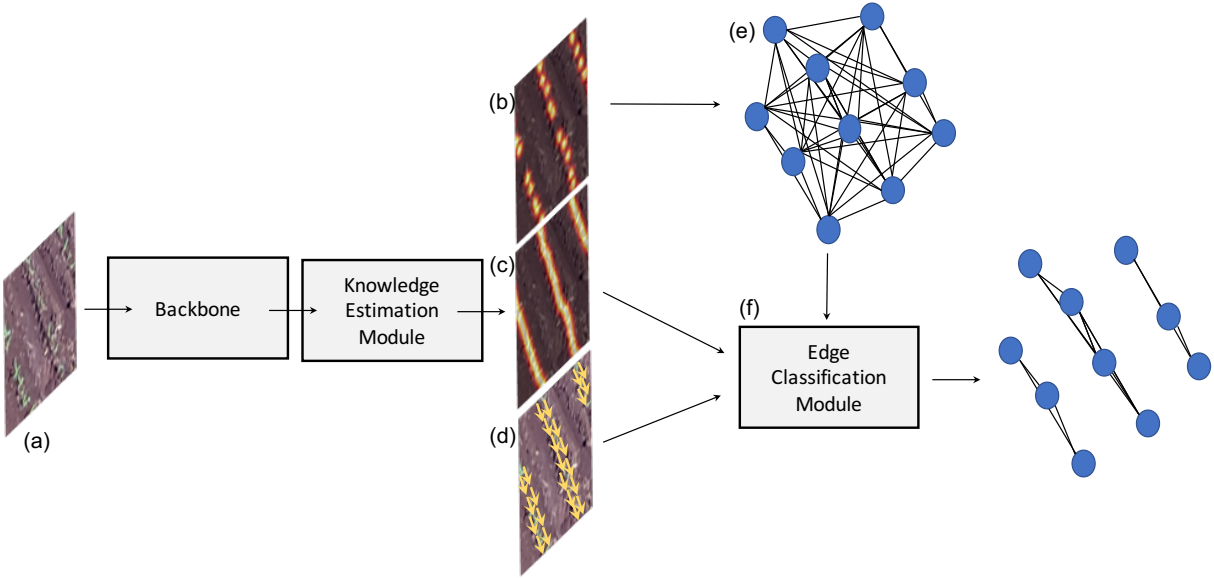 (e)
(b)
(c)
Backbone
Knowledge
Estimation
Module
(f)
Edge
Classification
Module
(a)
(d)